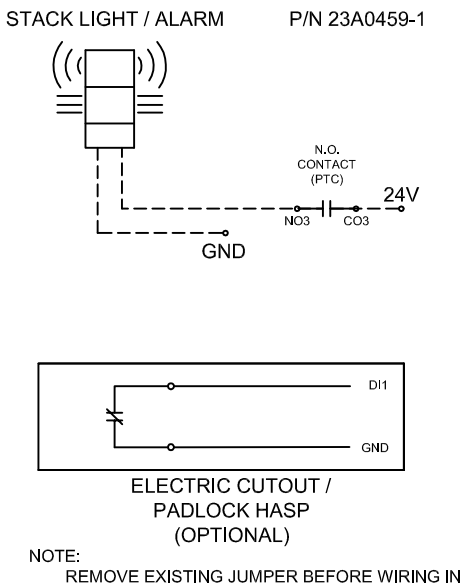 STACK LIGHT / ALARM P/N 23A0459-1
N.O.
CONTACT
(PTC)
24V
NO3 CO3
GND
DI1
GND
ELECTRIC CUTOUT /
PADLOCK HASP
(OPTIONAL)
NOTE:
REMOVE EXISTING JUMPER BEFORE WIRING IN